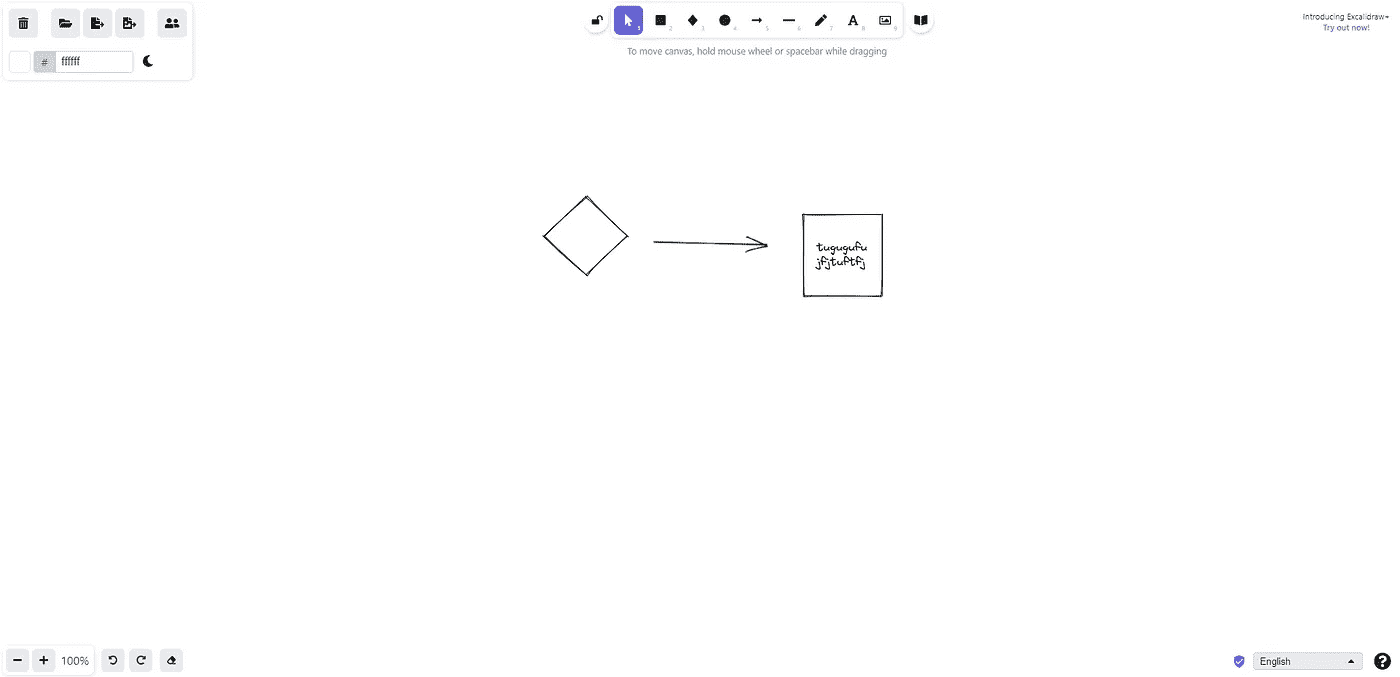 Introducing Excalidraw+
Try out now!
1
2
3
4
5
6
7
A
8
9
To move canvas, hold mouse wheel or spacebar while dragging
# ffffff
tugugufu
jfjtuftfj
100%
English
?